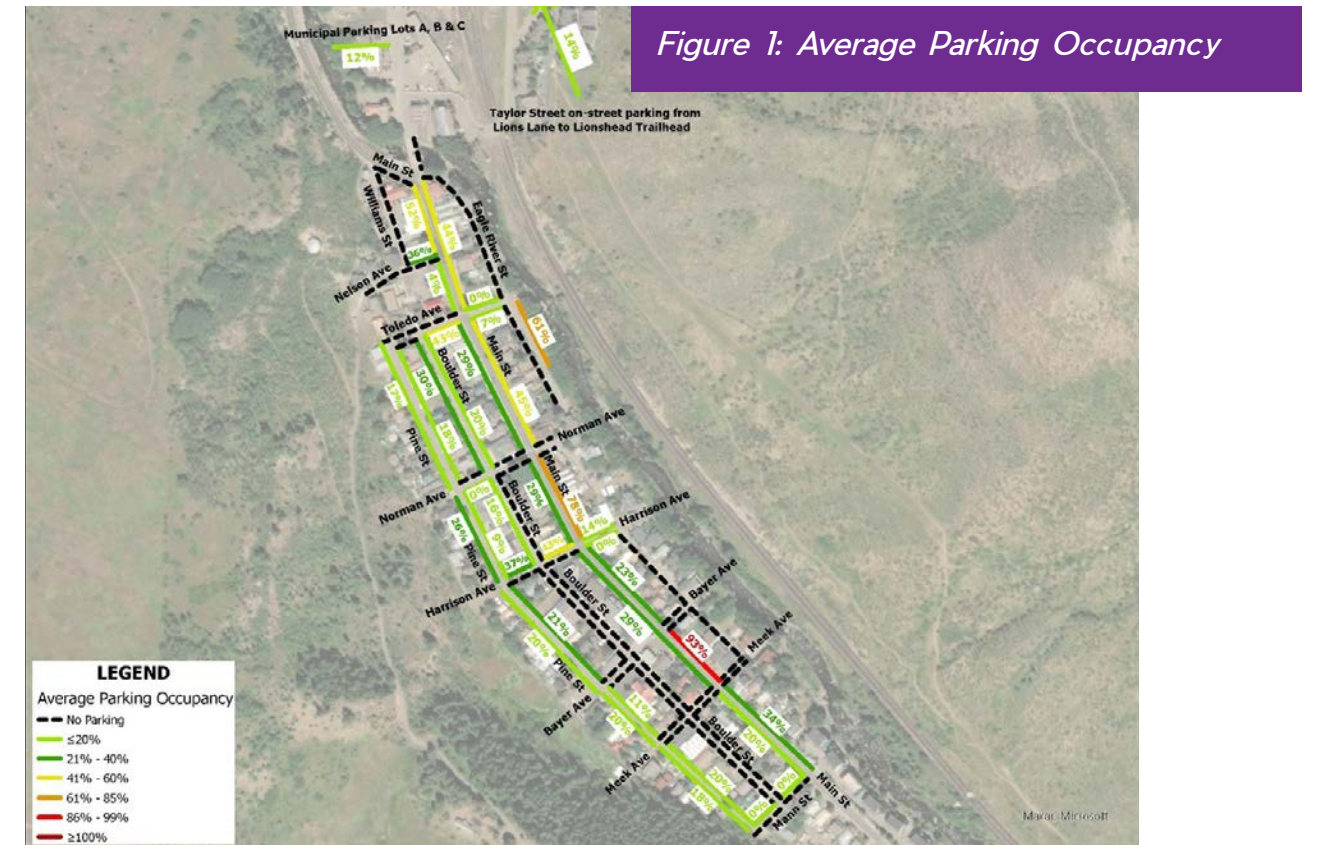 Figure 1: Average Parking Occupancy
Municipal Parking Lots A, B & C
12%
14%
Taylor Street on-street parking from
Lions Lane to Lionshead Trailhead
Main St
Williams St
52%
Eagle River St
36%
Nelson Ave
4%
0%
Toledo Ave
7%
61%
43%
Main St
29%
Boulder St
30%
45%
20%
18%
Pine St
Norman Ave
Norman Ave
0%
16%
Boulder St
29%
Main St
78%
14%
Harrison Ave
0%
26%
Pine St
9%
37%
Harrison Ave
23%
Bayer Ave
Boulder St
29%
93%
Meek Ave
21%
20%
Pine St
Bayer Ave
11%
20%
Meek Ave
Boulder St
34%
20%
20%
18%
0%
0%
Mann St
Main St
LEGEND
Average Parking Occupancy
No Parking
≤20%
21% - 40%
41% - 60%
61% - 85%
86% - 99%
≥100%
Microsoft